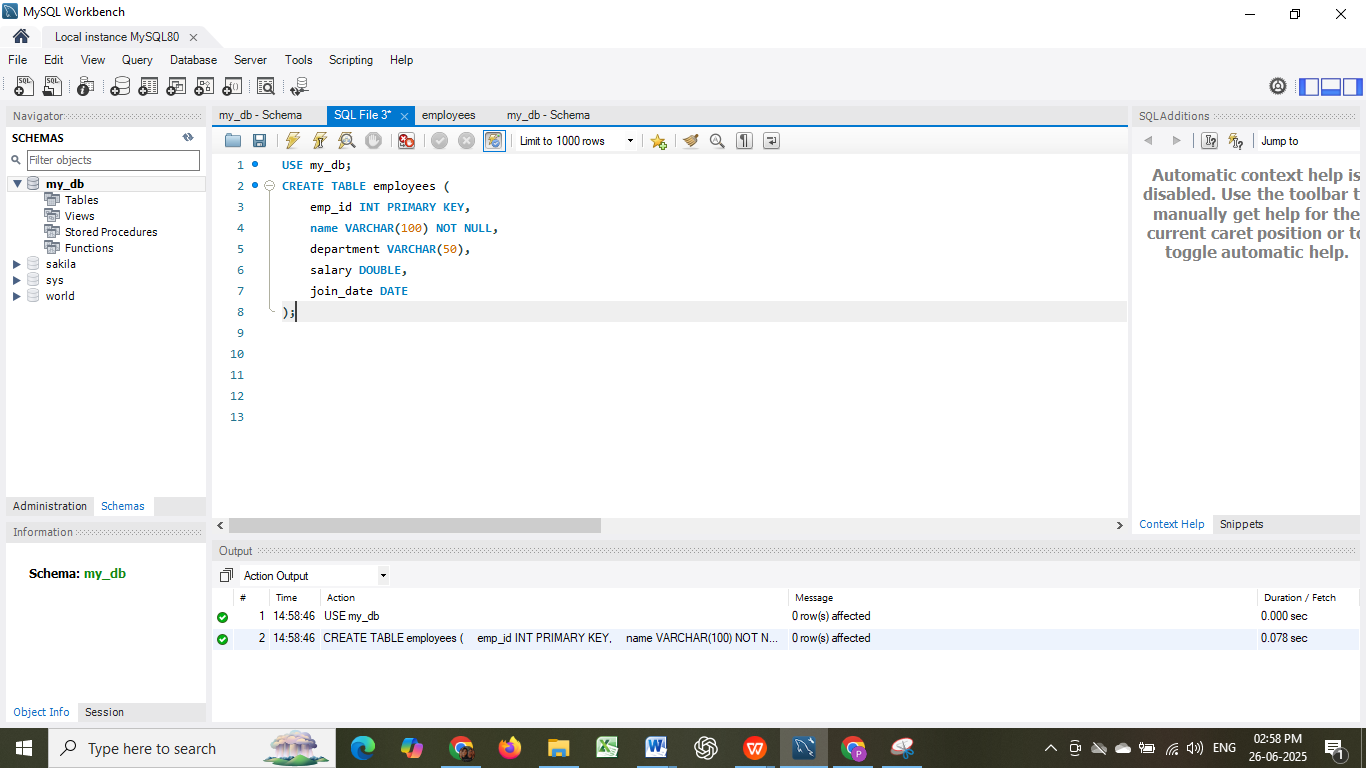 MySQL Workbench
Local instance MySQL80
File Edit View Query Database Server Tools Scripting Help
Navigator
SCHEMAS
Filter objects
my_db
Tables
Views
Stored Procedures
Functions
sakila
sys
world
Administration Schemas
Information
Schema: my_db
Object Info Session
my_db - Schema SQL File 3* employees my_db - Schema
Limit to 1000 rows
1 USE my_db;
2 CREATE TABLE employees (
3 emp_id INT PRIMARY KEY,
4 name VARCHAR(100) NOT NULL,
5 department VARCHAR(50),
6 salary DOUBLE,
7 join_date DATE
8 );
9
10
11
12
13
SQLAdditions
Jump to
Automatic context help is
disabled. Use the toolbar t
manually get help for the
current caret position or to
toggle automatic help.
Context Help Snippets
Output
Action Output
# Time Action Message Duration / Fetch
1 14:58:46 USE my_db 0 row(s) affected 0.000 sec
2 14:58:46 CREATE TABLE employees ( emp_id INT PRIMARY KEY, name VARCHAR(100) NOT N... 0 row(s) affected 0.078 sec
Type here to search
ENG
02:58 PM
26-06-2025
1